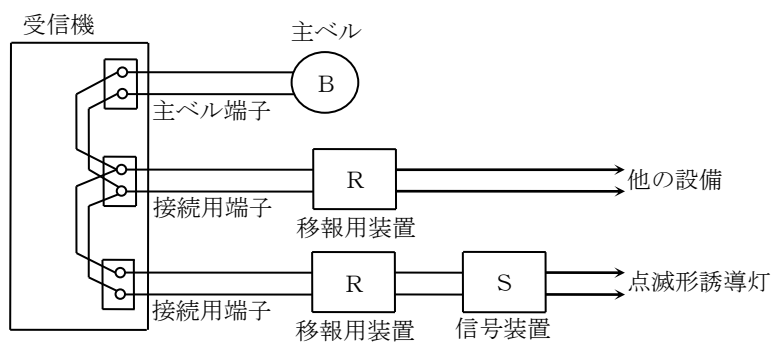 受信機
主ベル
B
主ベル端子
R
他の設備
接続用端子
移報用装置
R
S
点滅形誘導灯
接続用端子
移報用装置
信号装置